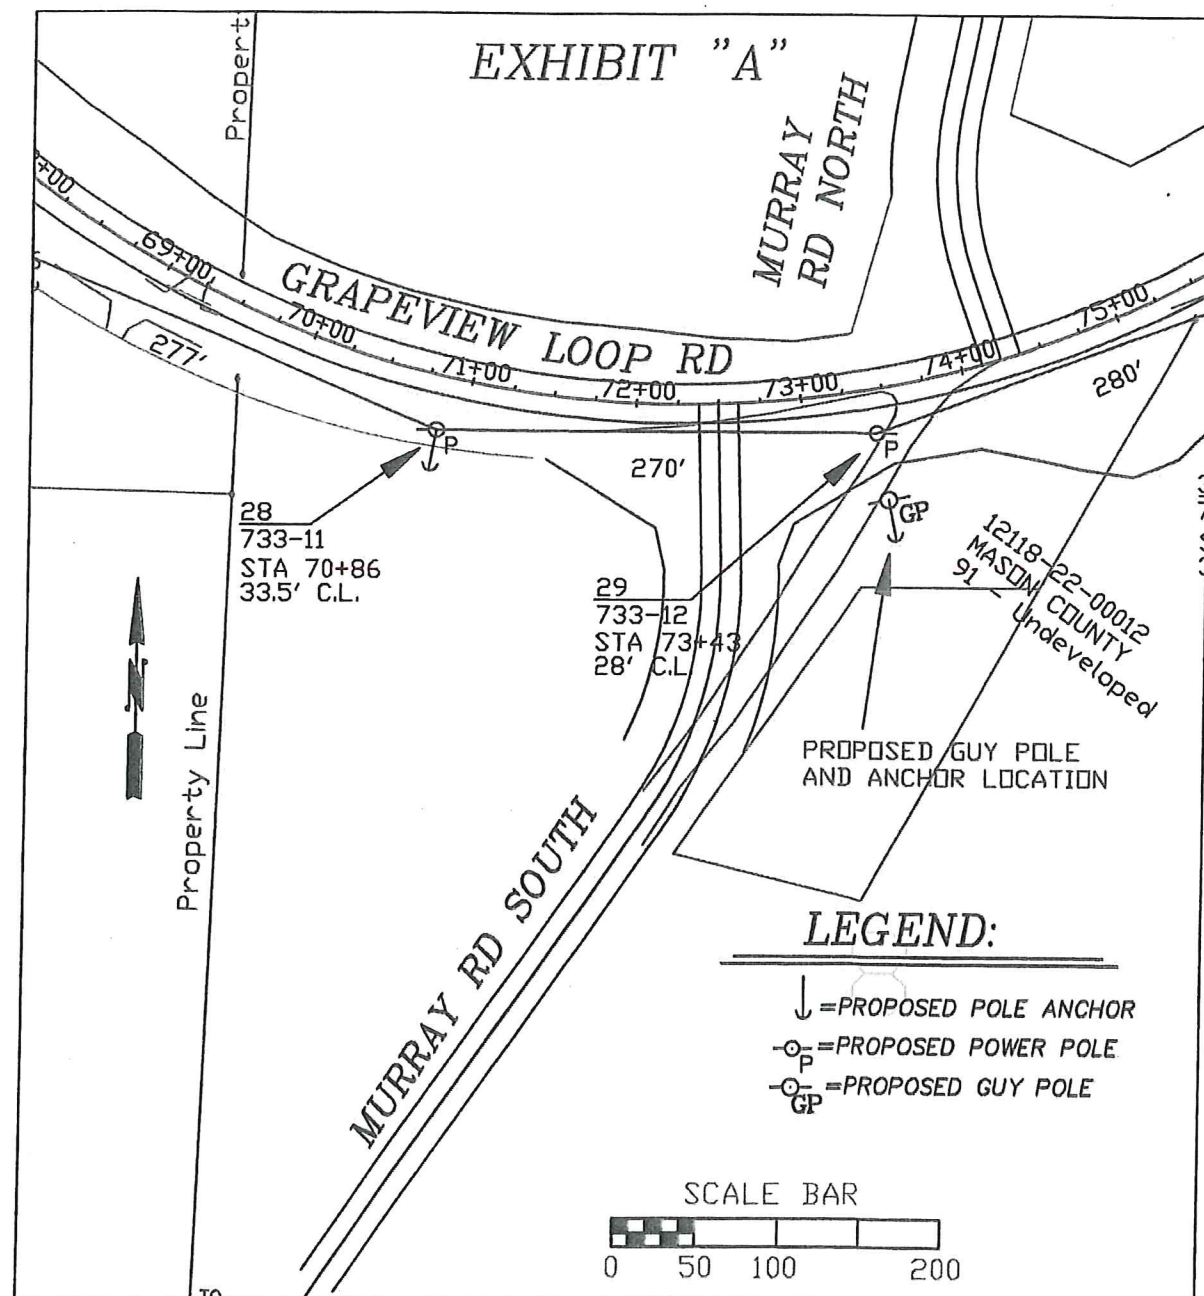 EXHIBIT "A"
Propert
MURRAY
RD NORTH
+00
69+00
70+00
71+00
72+00
73+00
74+00
75+00
GRAPEVIEW LOOP RD
277'
280'
270'
P
P
GP
28
733-11
STA 70+86
33.5' C.L.
29
733-12
STA 73+43
28' C.L.
12118-22-00012
MASON COUNTY
91 - Undeveloped
N
Property Line
PROPOSED GUY POLE
AND ANCHOR LOCATION
MURRAY RD SOUTH
LEGEND:
=PROPOSED POLE ANCHOR
P =PROPOSED POWER POLE
GP =PROPOSED GUY POLE
SCALE BAR
0 50 100 200
TO